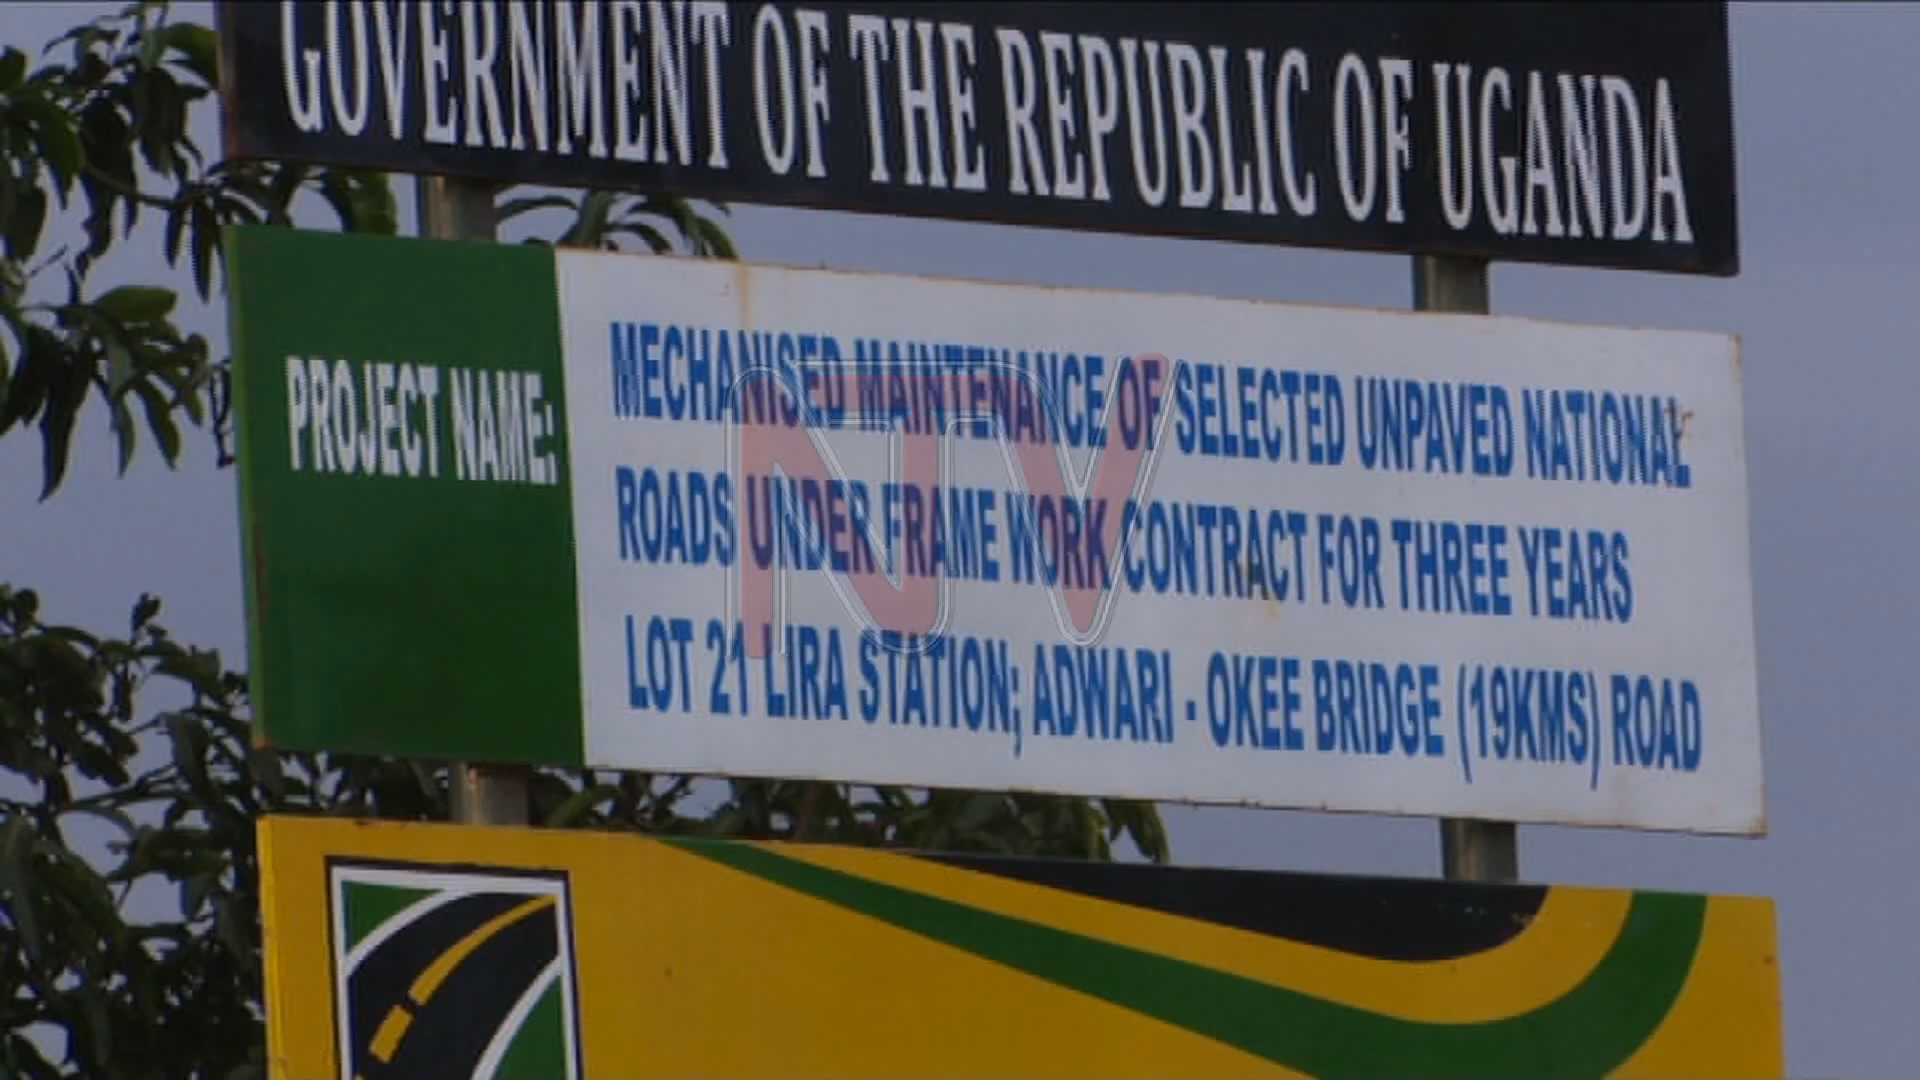 GOVERNMENT OF THE REPUBLIC OF UGANDA
PROJECT NAME:
MECHANISED MAINTENANCE OF SELECTED UNPAVED NATIONAL
ROADS UNDER FRAME WORK CONTRACT FOR THREE YEARS
LOT 21 LIRA STATION; ADWARI - OKEE BRIDGE (19KMS) ROAD
NTV